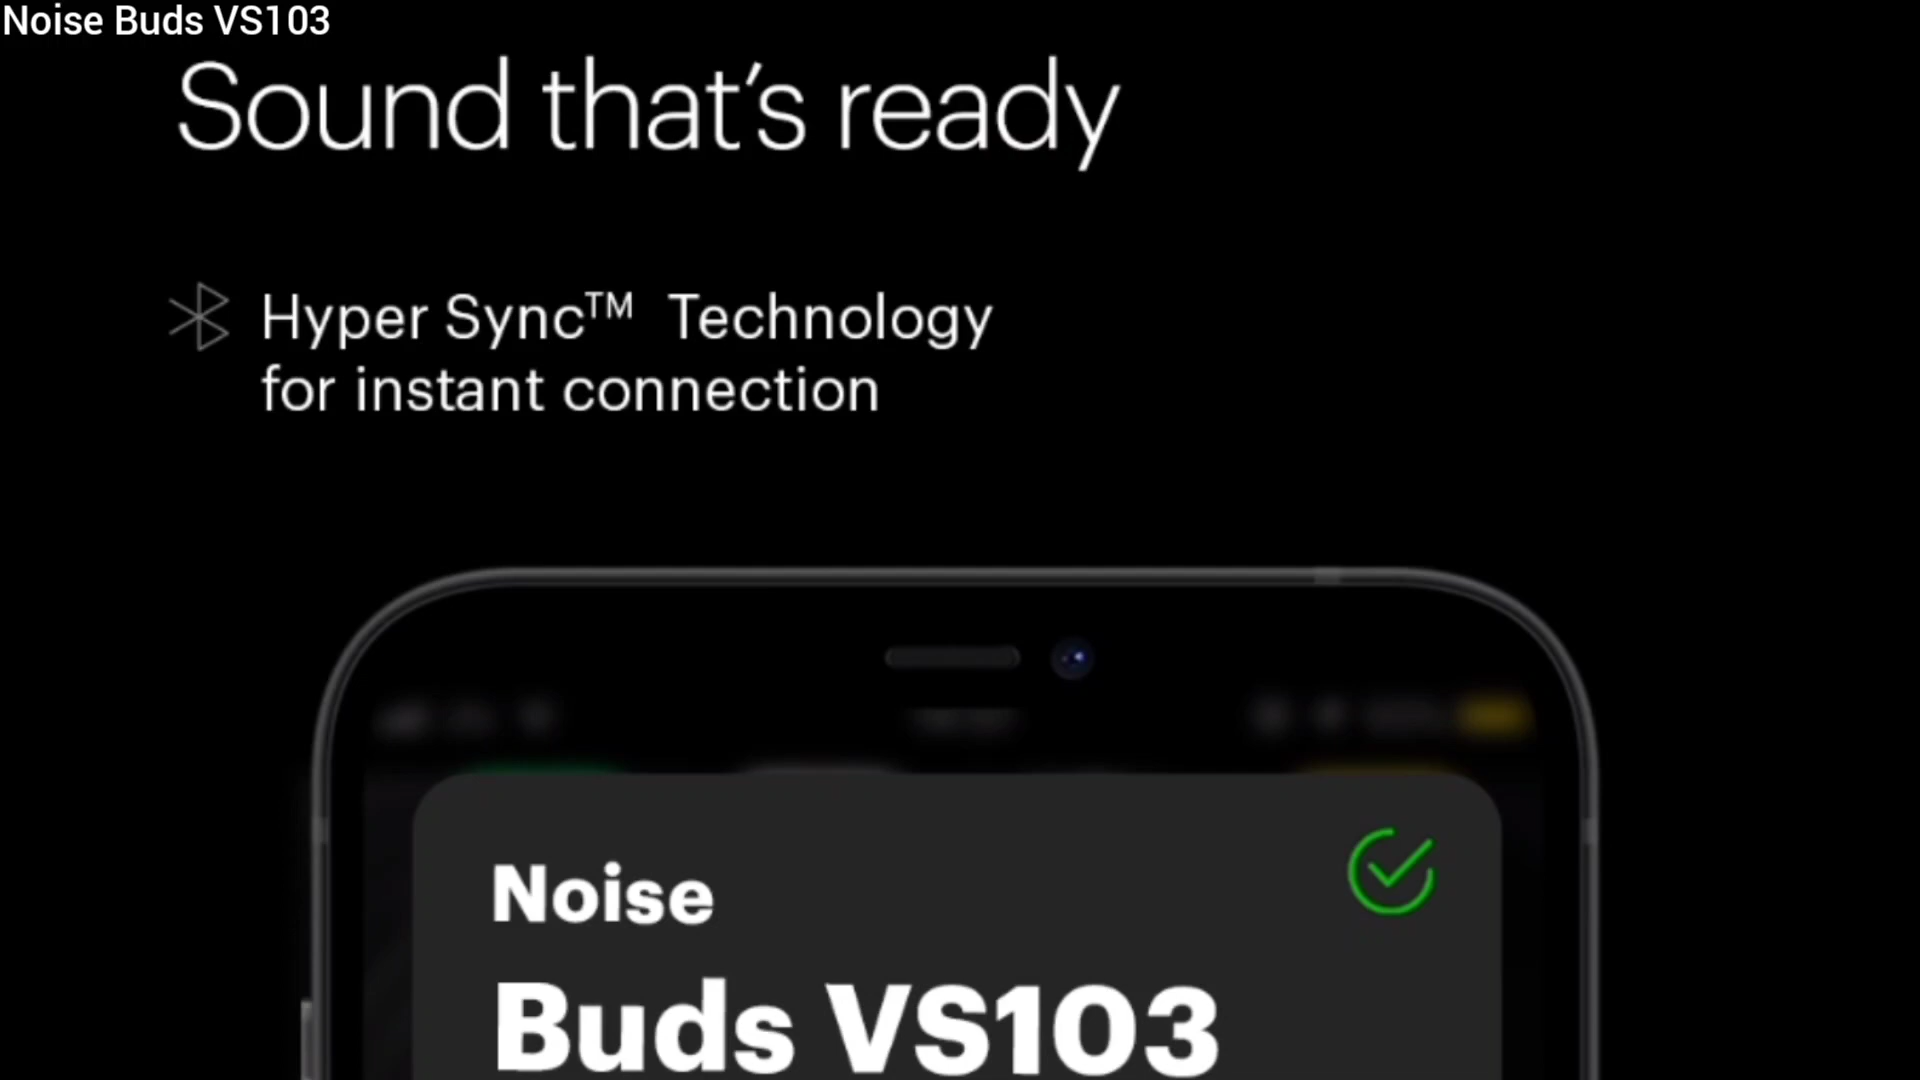 Noise Buds VS103
Sound that’s ready
Hyper Sync™ Technology
for instant connection
Noise
Buds VS103